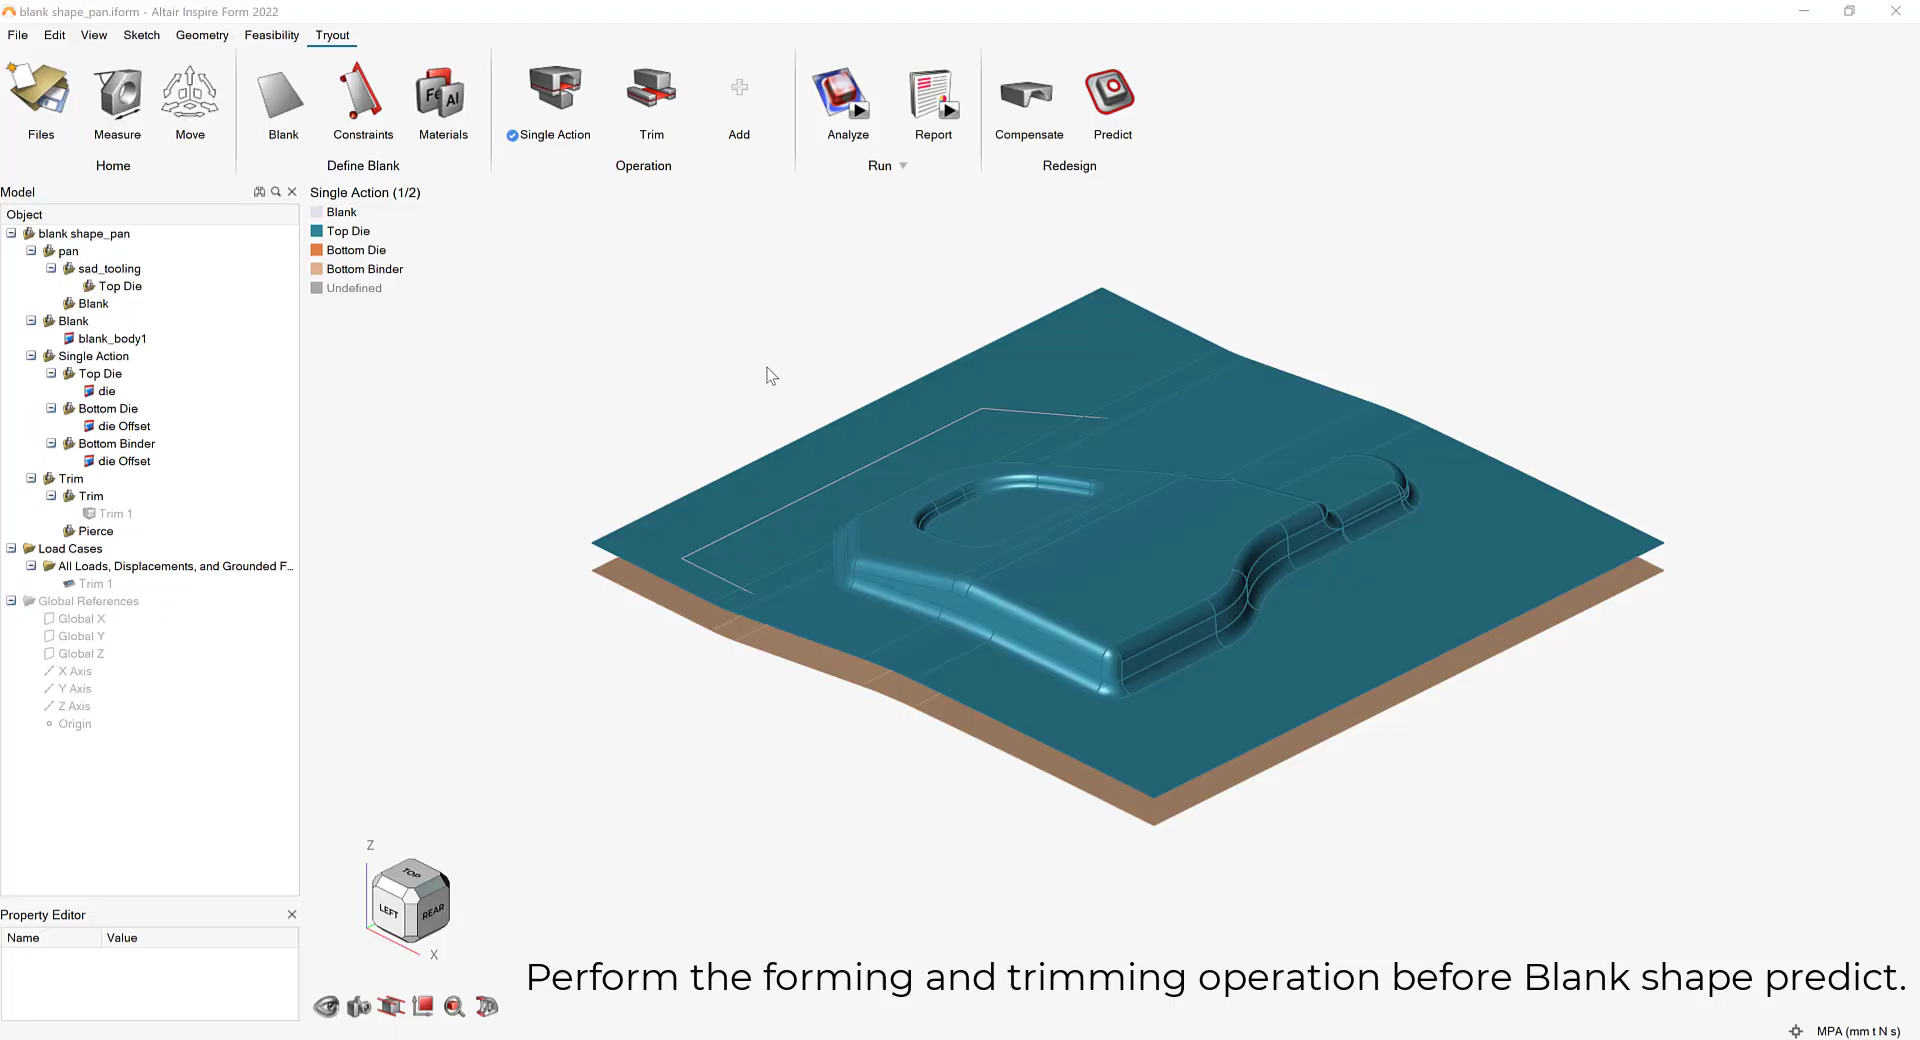 blank shape_pan.iform - Altair Inspire Form 2022
File Edit View Sketch Geometry Feasibility Tryout
Files Measure Move Blank Constraints Materials Single Action Trim Add Analyze Report Compensate Predict
Home Define Blank Operation Run Redesign
Model
Object
blank shape_pan
pan
sad_tooling
Top Die
Blank
Blank
blank_body1
Single Action
Top Die
die
Bottom Die
die Offset
Bottom Binder
die Offset
Trim
Trim
Trim 1
Pierce
Load Cases
All Loads, Displacements, and Grounded F...
Trim 1
Global References
Global X
Global Y
Global Z
X Axis
Y Axis
Z Axis
Origin
Property Editor
Name Value
Single Action (1/2)
Blank
Top Die
Bottom Die
Bottom Binder
Undefined
Fe Al
Z
TOP
LEFT REAR
X
Perform the forming and trimming operation before Blank shape predict.
MPA (mm t N s)